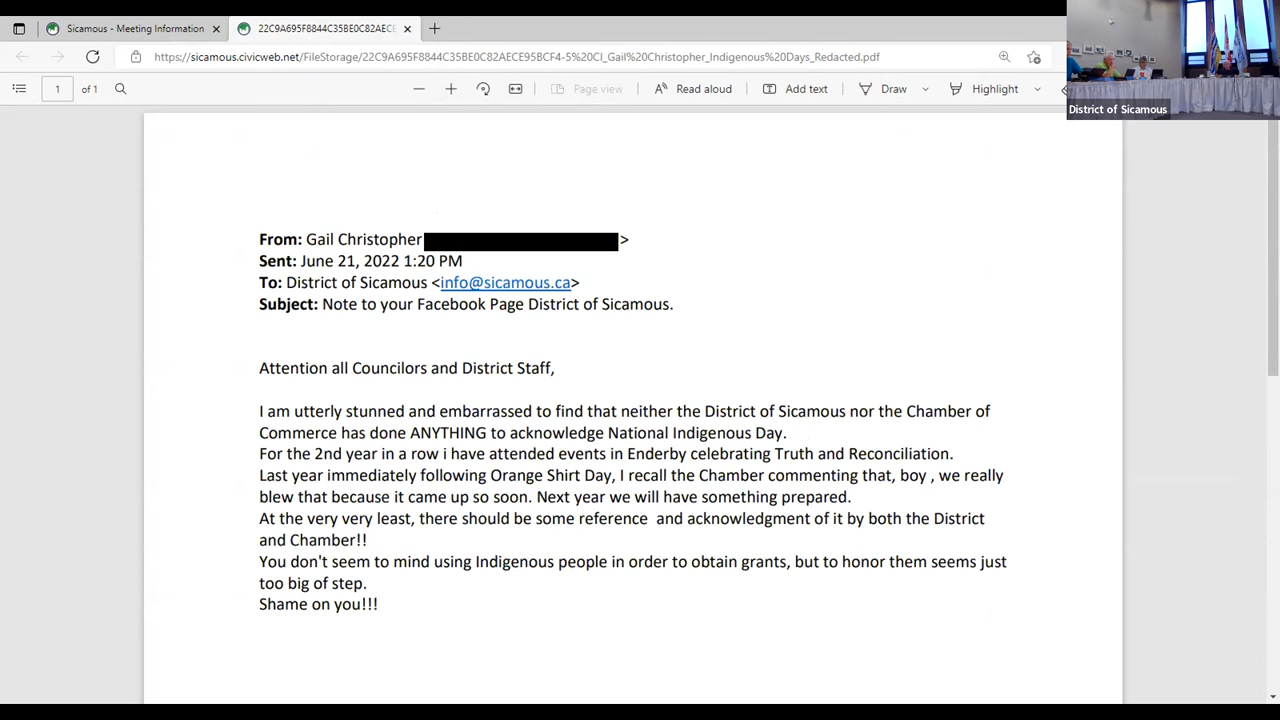 Sicamous - Meeting Information
22C9A695F8844C35BE0C82AECE
https://sicamous.civicweb.net/FileStorage/22C9A695F8844C35BE0C82AECE95BCE4-5%20CI_Gail%20Christopher_Indigenous%20Days_Redacted.pdf
1 of 1
Page view
Read aloud
Add text
Draw
Highlight
District of Sicamous
From: Gail Christopher >
Sent: June 21, 2022 1:20 PM
To: District of Sicamous <info@sicamous.ca>
Subject: Note to your Facebook Page District of Sicamous.
Attention all Councilors and District Staff,
I am utterly stunned and embarrassed to find that neither the District of Sicamous nor the Chamber of
Commerce has done ANYTHING to acknowledge National Indigenous Day.
For the 2nd year in a row i have attended events in Enderby celebrating Truth and Reconciliation.
Last year immediately following Orange Shirt Day, I recall the Chamber commenting that, boy , we really
blew that because it came up so soon. Next year we will have something prepared.
At the very very least, there should be some reference  and acknowledgment of it by both the District
and Chamber!!
You don't seem to mind using Indigenous people in order to obtain grants, but to honor them seems just
too big of step.
Shame on you!!!